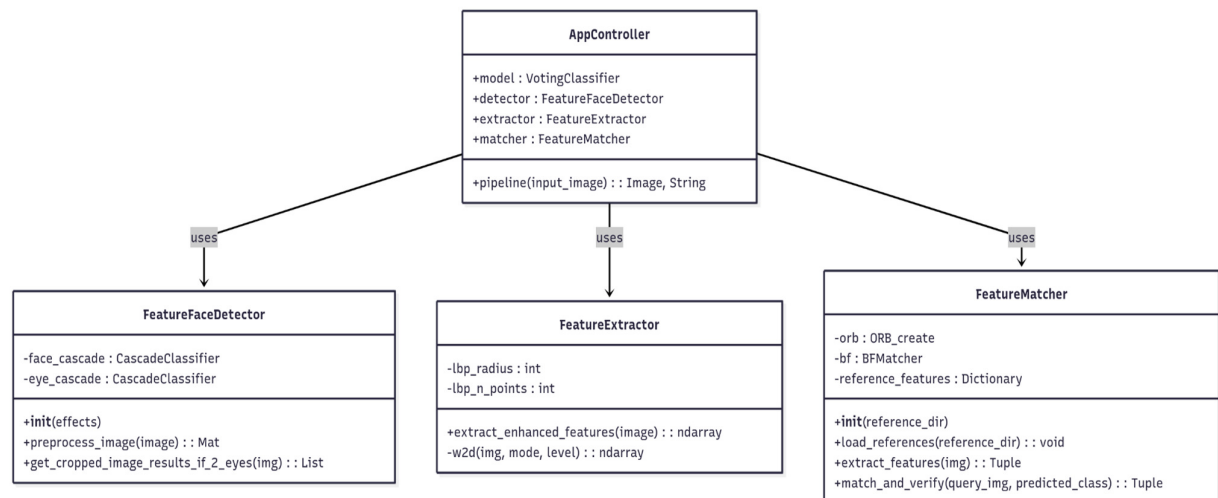 AppController
+model : VotingClassifier
+detector : FeatureFaceDetector
+extractor : FeatureExtractor
+matcher : FeatureMatcher
+pipeline(input_image) : : Image, String
uses
uses
uses
FeatureFaceDetector
-face_cascade : CascadeClassifier
-eye_cascade : CascadeClassifier
+init(effects)
+preprocess_image(image) : : Mat
+get_cropped_image_results_if_2_eyes(img) : : List
FeatureExtractor
-lbp_radius : int
-lbp_n_points : int
+extract_enhanced_features(image) : : ndarray
-w2d(img, mode, level) : : ndarray
FeatureMatcher
-orb : ORB_create
-bf : BFMatcher
-reference_features : Dictionary
+init(reference_dir)
+load_references(reference_dir) : : void
+extract_features(img) : : Tuple
+match_and_verify(query_img, predicted_class) : : Tuple